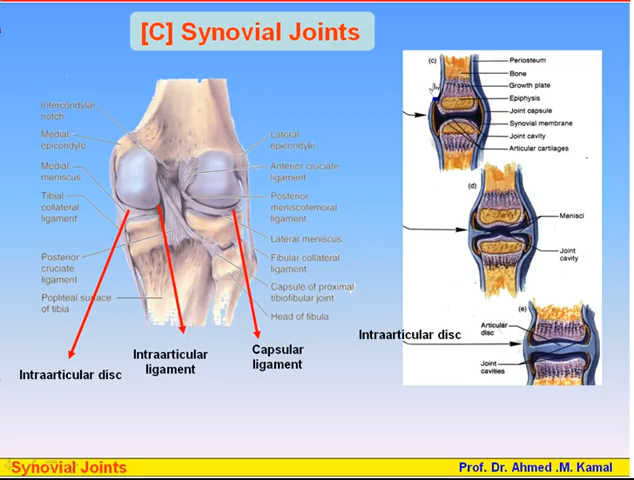 [C] Synovial Joints
Intercondylar
notch
Medial
epicondyle
Medial
meniscus
Tibial
collateral
ligament
Posterior
cruciate
ligament
Popliteal surface
of tibia
Lateral
epicondyle
Anterior cruciate
ligament
Posterior
meniscofemoral
ligament
Lateral meniscus
Fibular collateral
ligament
Capsule of proximal
tibiofibular joint
Head of fibula
Intraarticular disc
Intraarticular
ligament
Capsular
ligament
(c)
Periosteum
Bone
Growth plate
Epiphysis
Joint capsule
Synovial membrane
Joint cavity
Articular cartilages
(d)
Menisci
Joint
cavity
Intraarticular disc
(e)
Articular
disc
Joint
cavities
Synovial Joints
Prof. Dr. Ahmed .M. Kamal